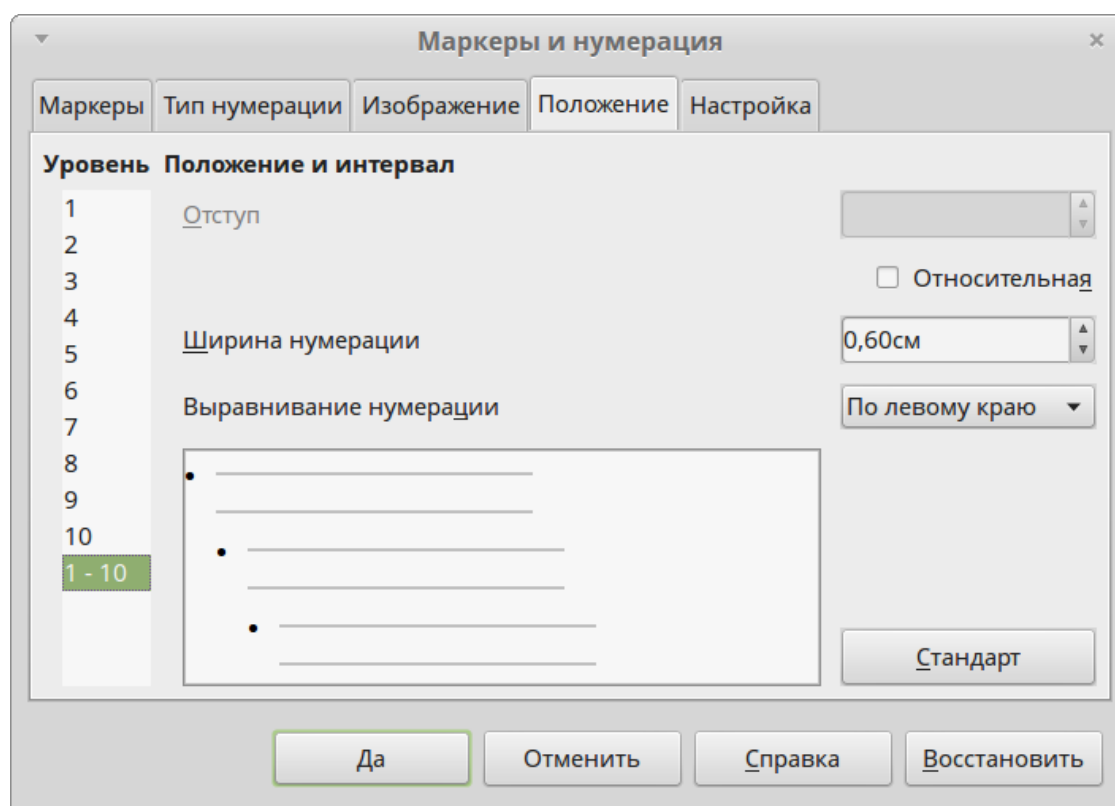 Маркеры и нумерация
Маркеры Тип нумерации Изображение Положение Настройка
Уровень Положение и интервал
1
Отступ
2
3
Относительная
4
5
Ширина нумерации 0,60см
6
7
Выравнивание нумерации По левому краю
8
9
10
1 - 10
Стандарт
Да Отменить Справка Восстановить